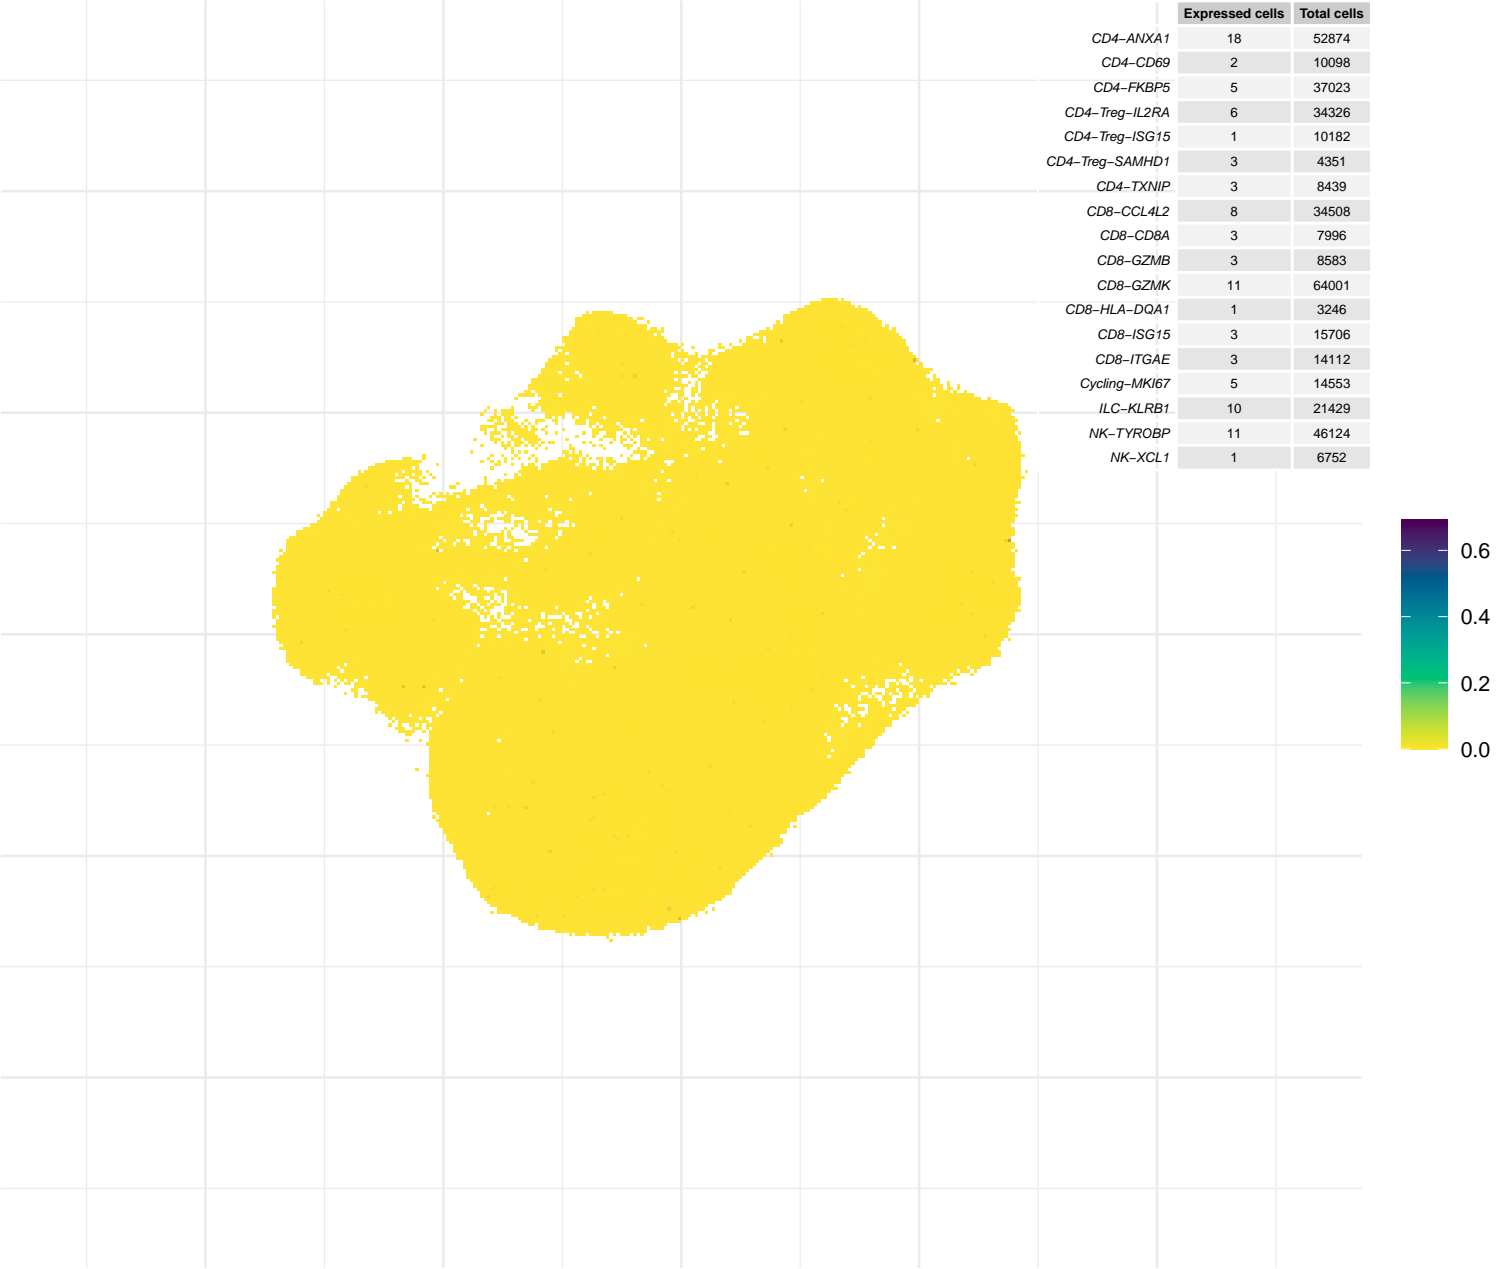 Expressed cells Total cells
CD4−ANXA1 18 52874
CD4−CD69 2 10098
CD4−FKBP5 5 37023
CD4−Treg−IL2RA 6 34326
CD4−Treg−ISG15 1 10182
CD4−Treg−SAMHD1 3 4351
CD4−TXNIP 3 8439
CD8−CCL4L2 8 34508
CD8−CD8A 3 7996
CD8−GZMB 3 8583
CD8−GZMK 11 64001
CD8−HLA−DQA1 1 3246
CD8−ISG15 3 15706
CD8−ITGAE 3 14112
Cycling−MKI67 5 14553
ILC−KLRB1 10 21429
NK−TYROBP 11 46124
NK−XCL1 1 6752
0.6
0.4
0.2
0.0